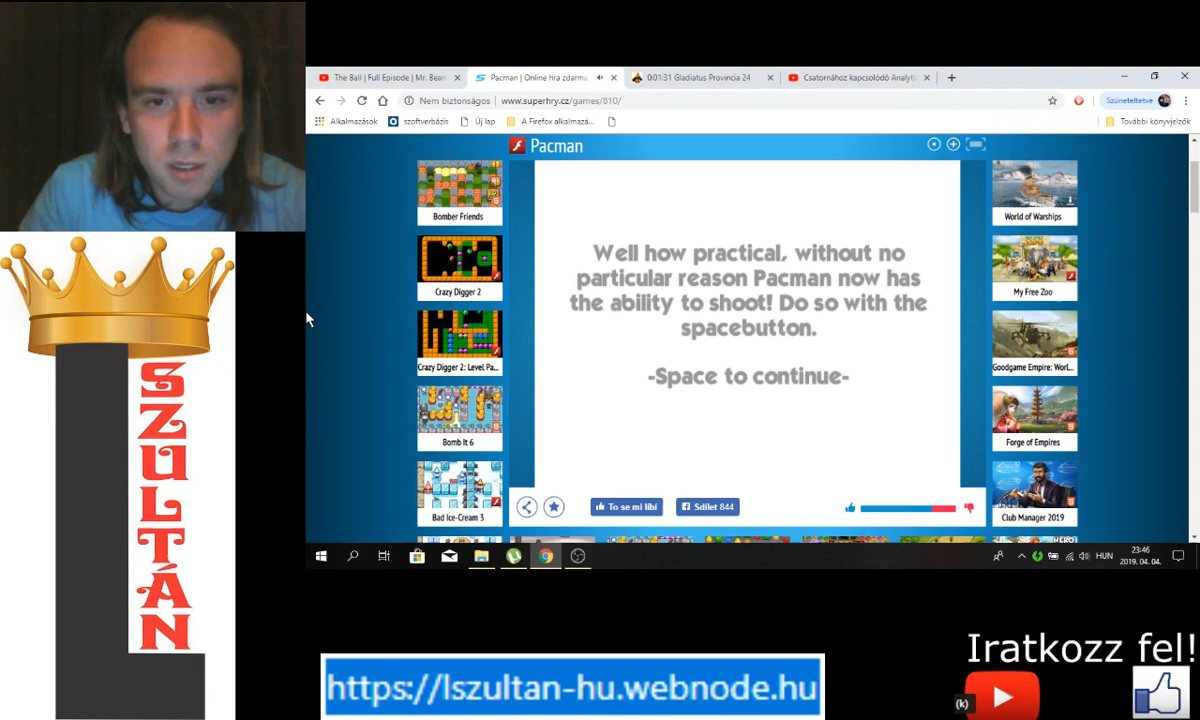 The Ball | Full Episode | Mr. Bean
Pacman | Online hra zdarma
0:01:31 Gladiatus Provincia 24
Csatornához kapcsolódó Analytic
Nem biztonságos
www.superhry.cz/games/810/
Szüneteltetve
Alkalmazások
szoftverbázis
Új lap
A Firefox alkalmazá...
További könyvjelzők
Pacman
Bomber Friends
Crazy Digger 2
Crazy Digger 2: Level Pa...
Bomb It 6
Bad Ice-Cream 3
Well how practical, without no
particular reason Pacman now has
the ability to shoot! Do so with the
spacebutton.
-Space to continue-
World of Warships
My Free Zoo
Goodgame Empire: Worl...
Forge of Empires
Club Manager 2019
To se mi líbí
Sdílet 844
HUN
23:46
2019. 04. 04.
L
SZULTÁN
https://lszultan-hu.webnode.hu
Iratkozz fel!
(k)